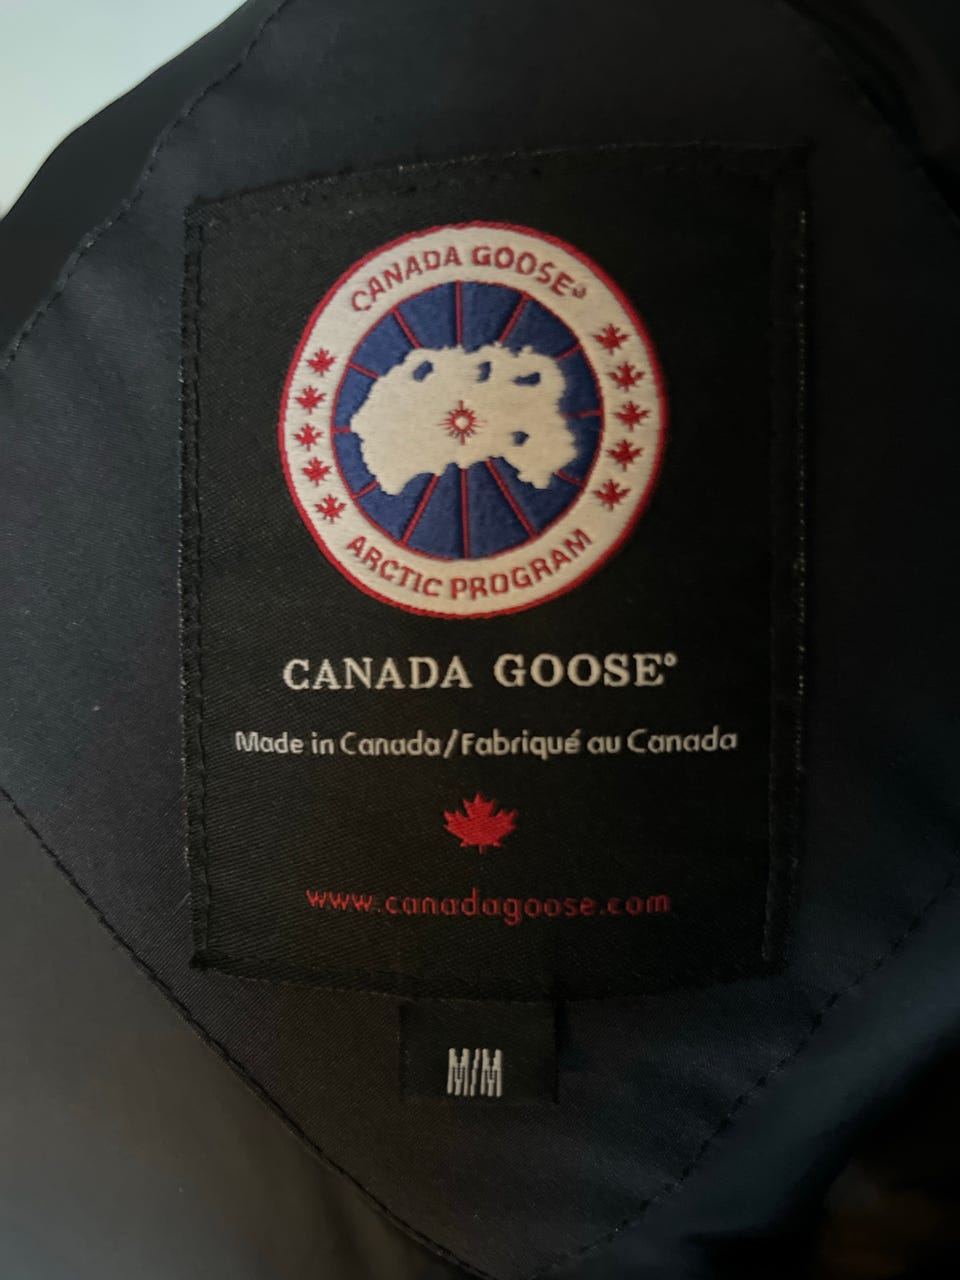 CANADA GOOSE®
ARCTIC PROGRAM
CANADA GOOSE®
Made in Canada/Fabriqué au Canada
www.canadagoose.com
M/M